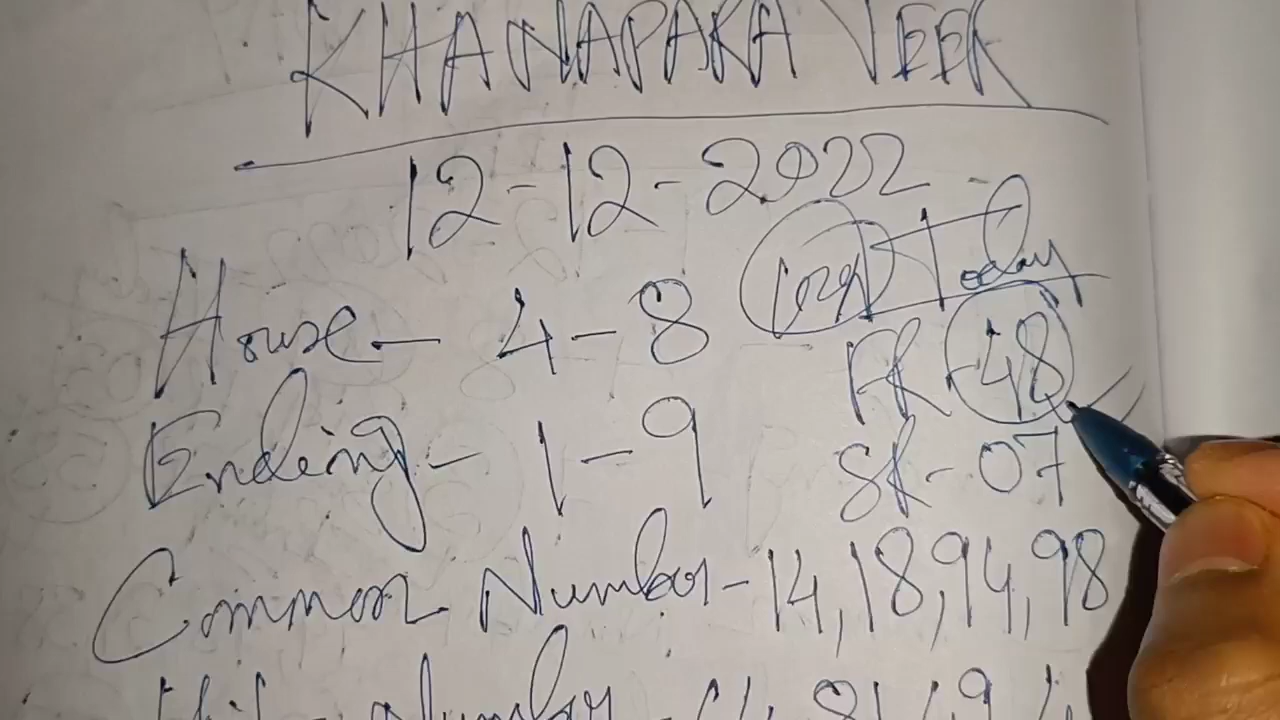 KHANAPARA TEER
12-12-2022
Today
House - 4-8
FR - 48
Ending - 1-9
SR - 07
Common Number - 14, 18, 94, 98
Number -